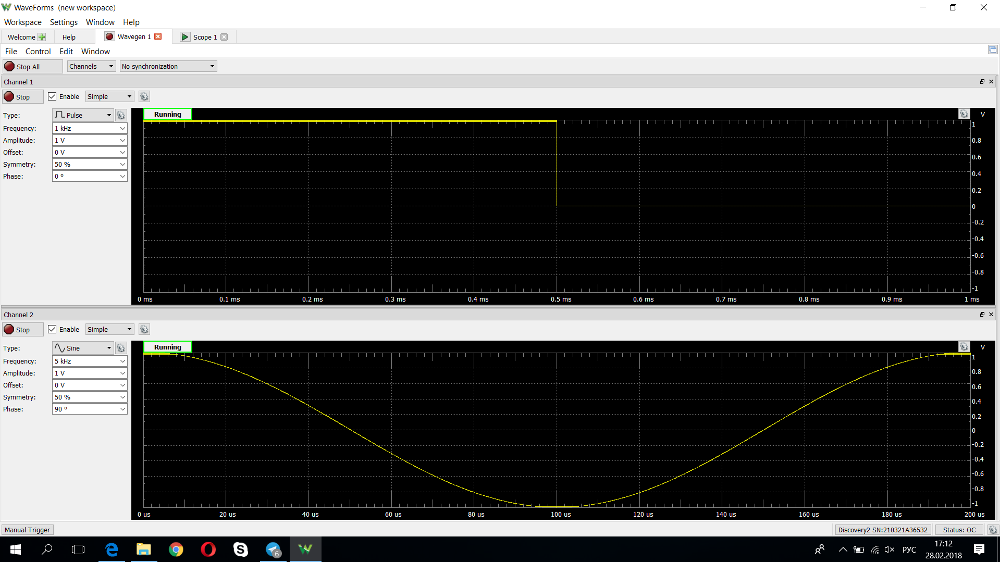 WaveForms (new workspace)
Workspace Settings Window Help
Welcome Help Wavegen 1 Scope 1
File Control Edit Window
Stop All Channels No synchronization
Channel 1
Stop Enable Simple
Type: Pulse
Frequency: 1 kHz
Amplitude: 1 V
Offset: 0 V
Symmetry: 50 %
Phase: 0 º
Running V
1
0.8
0.6
0.4
0.2
0
-0.2
-0.4
-0.6
-0.8
-1
0 ms 0.1 ms 0.2 ms 0.3 ms 0.4 ms 0.5 ms 0.6 ms 0.7 ms 0.8 ms 0.9 ms 1 ms
Channel 2
Stop Enable Simple
Type: Sine
Frequency: 5 kHz
Amplitude: 1 V
Offset: 0 V
Symmetry: 50 %
Phase: 90 º
Running V
1
0.8
0.6
0.4
0.2
0
-0.2
-0.4
-0.6
-0.8
-1
0 us 20 us 40 us 60 us 80 us 100 us 120 us 140 us 160 us 180 us 200 us
Manual Trigger Discovery2 SN:210321A36532 Status: OC
6 РУС 17:12
28.02.2018